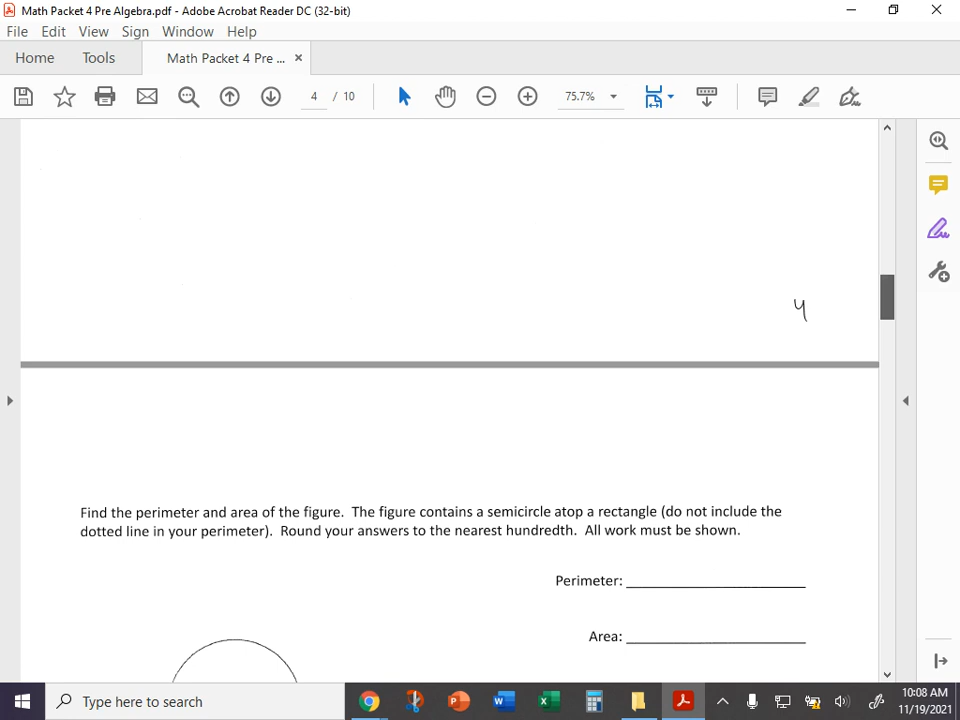 Math Packet 4 Pre Algebra.pdf - Adobe Acrobat Reader DC (32-bit)
File Edit View Sign Window Help
Home Tools Math Packet 4 Pre ... ×
4 / 10 75.7%
4
Find the perimeter and area of the figure. The figure contains a semicircle atop a rectangle (do not include the
dotted line in your perimeter). Round your answers to the nearest hundredth. All work must be shown.
Perimeter: ____________________
Area: ____________________
Type here to search
10:08 AM
11/19/2021